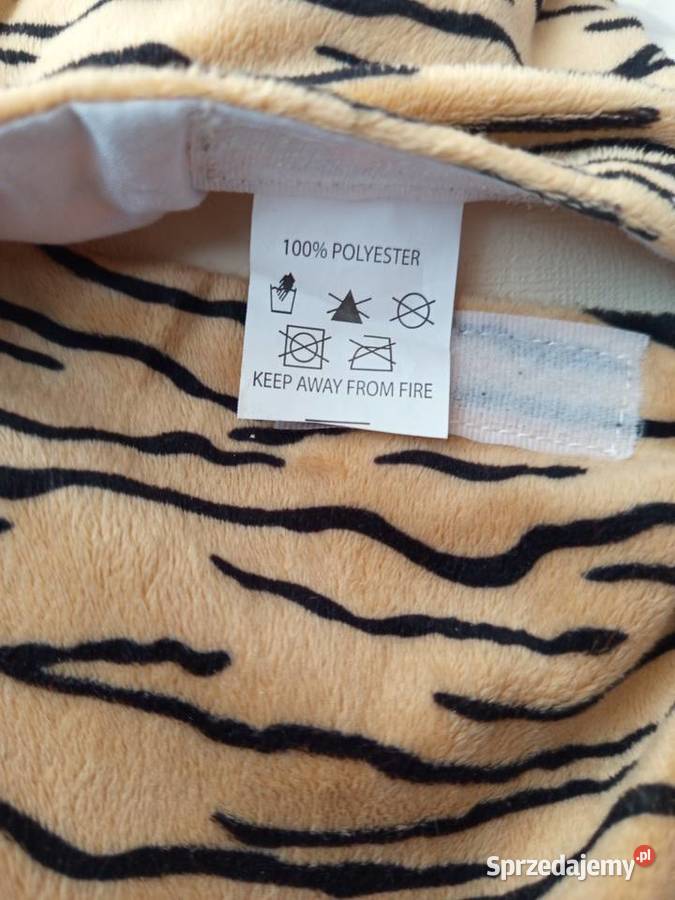 100% POLYESTER
KEEP AWAY FROM FIRE
Sprzedajemy.pl